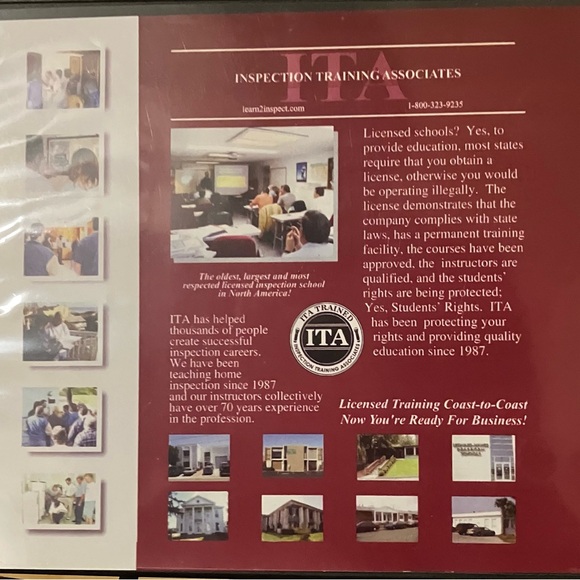 ITA
INSPECTION TRAINING ASSOCIATES
learn2inspect.com 1-800-323-9235
The oldest, largest and most
respected licensed inspection school
in North America!
ITA has helped
thousands of people
create successful
inspection careers.
We have been
teaching home
inspection since 1987
and our instructors collectively
have over 70 years experience
in the profession.
ITA TRAINED
ITA
INSPECTION TRAINING ASSOCIATES
Licensed schools? Yes, to
provide education, most states
require that you obtain a
license, otherwise you would
be operating illegally. The
license demonstrates that the
company complies with state
laws, has a permanent training
facility, the courses have been
approved, the instructors are
qualified, and the students'
rights are being protected;
Yes, Students' Rights. ITA
has been protecting your
rights and providing quality
education since 1987.
Licensed Training Coast-to-Coast
Now You're Ready For Business!